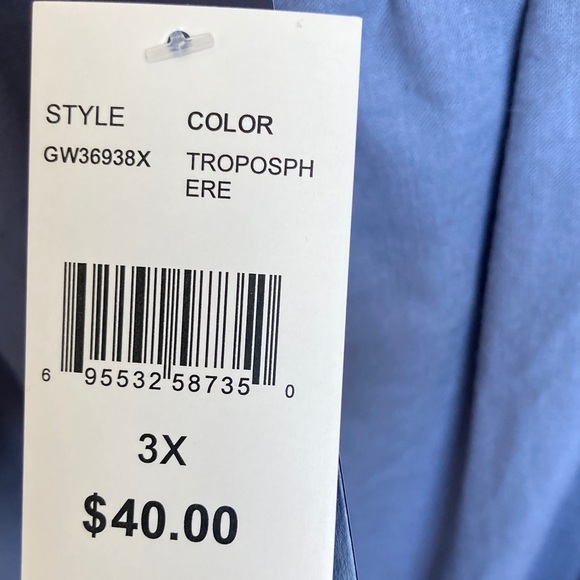 STYLE COLOR
GW36938X TROPOSPH
ERE
6 95532 58735 0
3X
$40.00